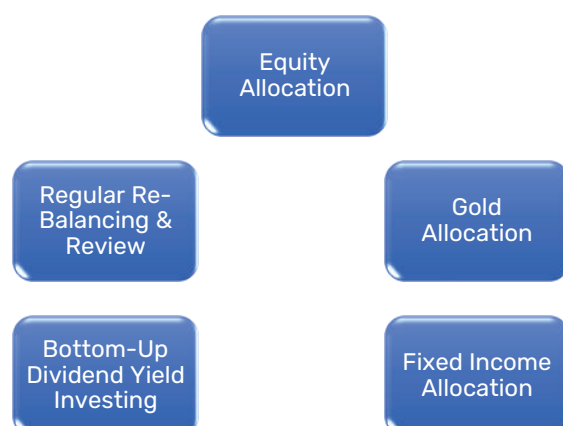 Equity
Allocation
Regular Re-
Balancing &
Review
Gold
Allocation
Bottom-Up
Dividend Yield
Investing
Fixed Income
Allocation